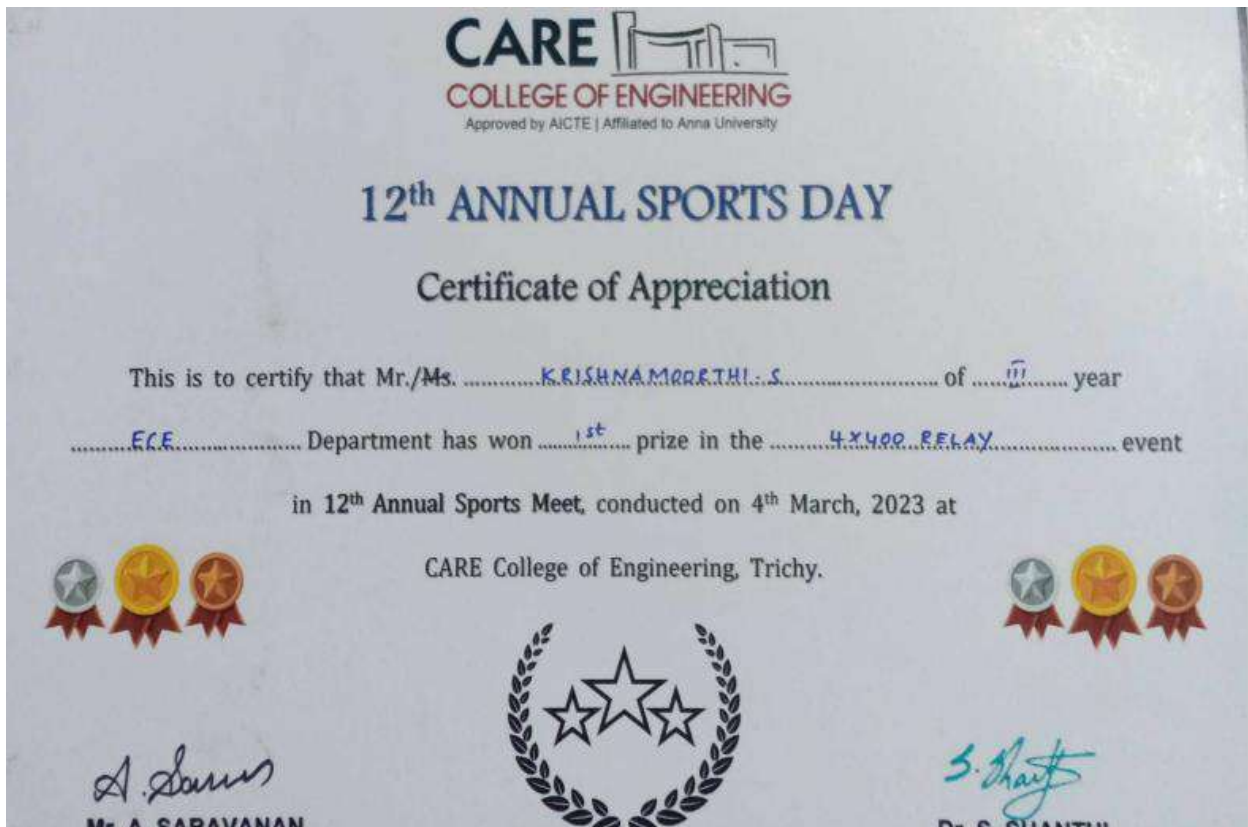 CARE
COLLEGE OF ENGINEERING
Approved by AICTE | Affiliated to Anna University
12th ANNUAL SPORTS DAY
Certificate of Appreciation
This is to certify that Mr./Ms. KRISHNAMOORTHI. S of III year
ECE Department has won 1st prize in the 4x400 RELAY event
in 12th Annual Sports Meet, conducted on 4th March, 2023 at
CARE College of Engineering, Trichy.
A. Saravanan S. Shanthi
Mr. A. SARAVANAN Dr. S. SHANTHI